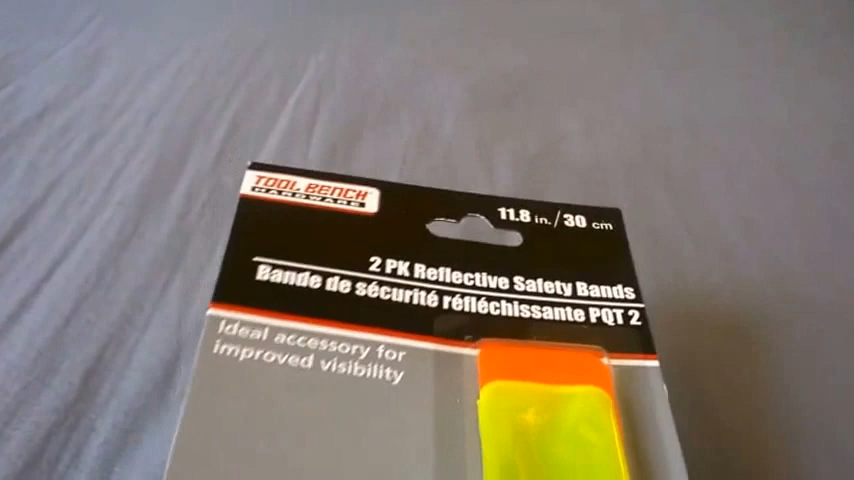 TOOL BENCH
HARDWARE
11.8 in./30 cm
2 PK Reflective Safety Bands
Bande de sécurité réfléchissante PQT 2
Ideal accessory for
improved visibility